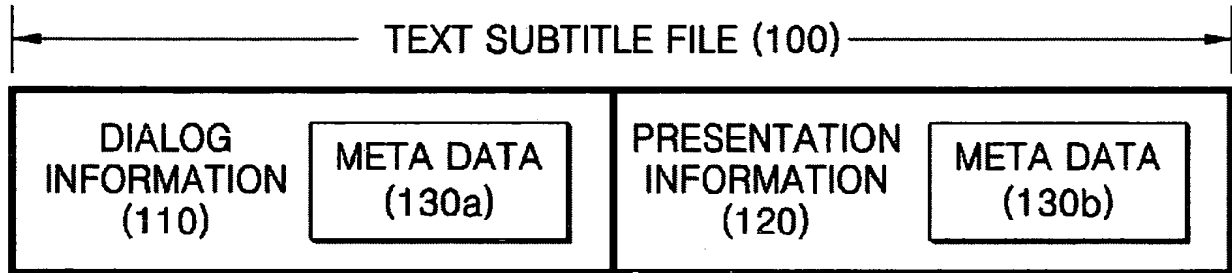 TEXT SUBTITLE FILE (100)
DIALOG
INFORMATION
(110)
META DATA
(130a)
PRESENTATION
INFORMATION
(120)
META DATA
(130b)